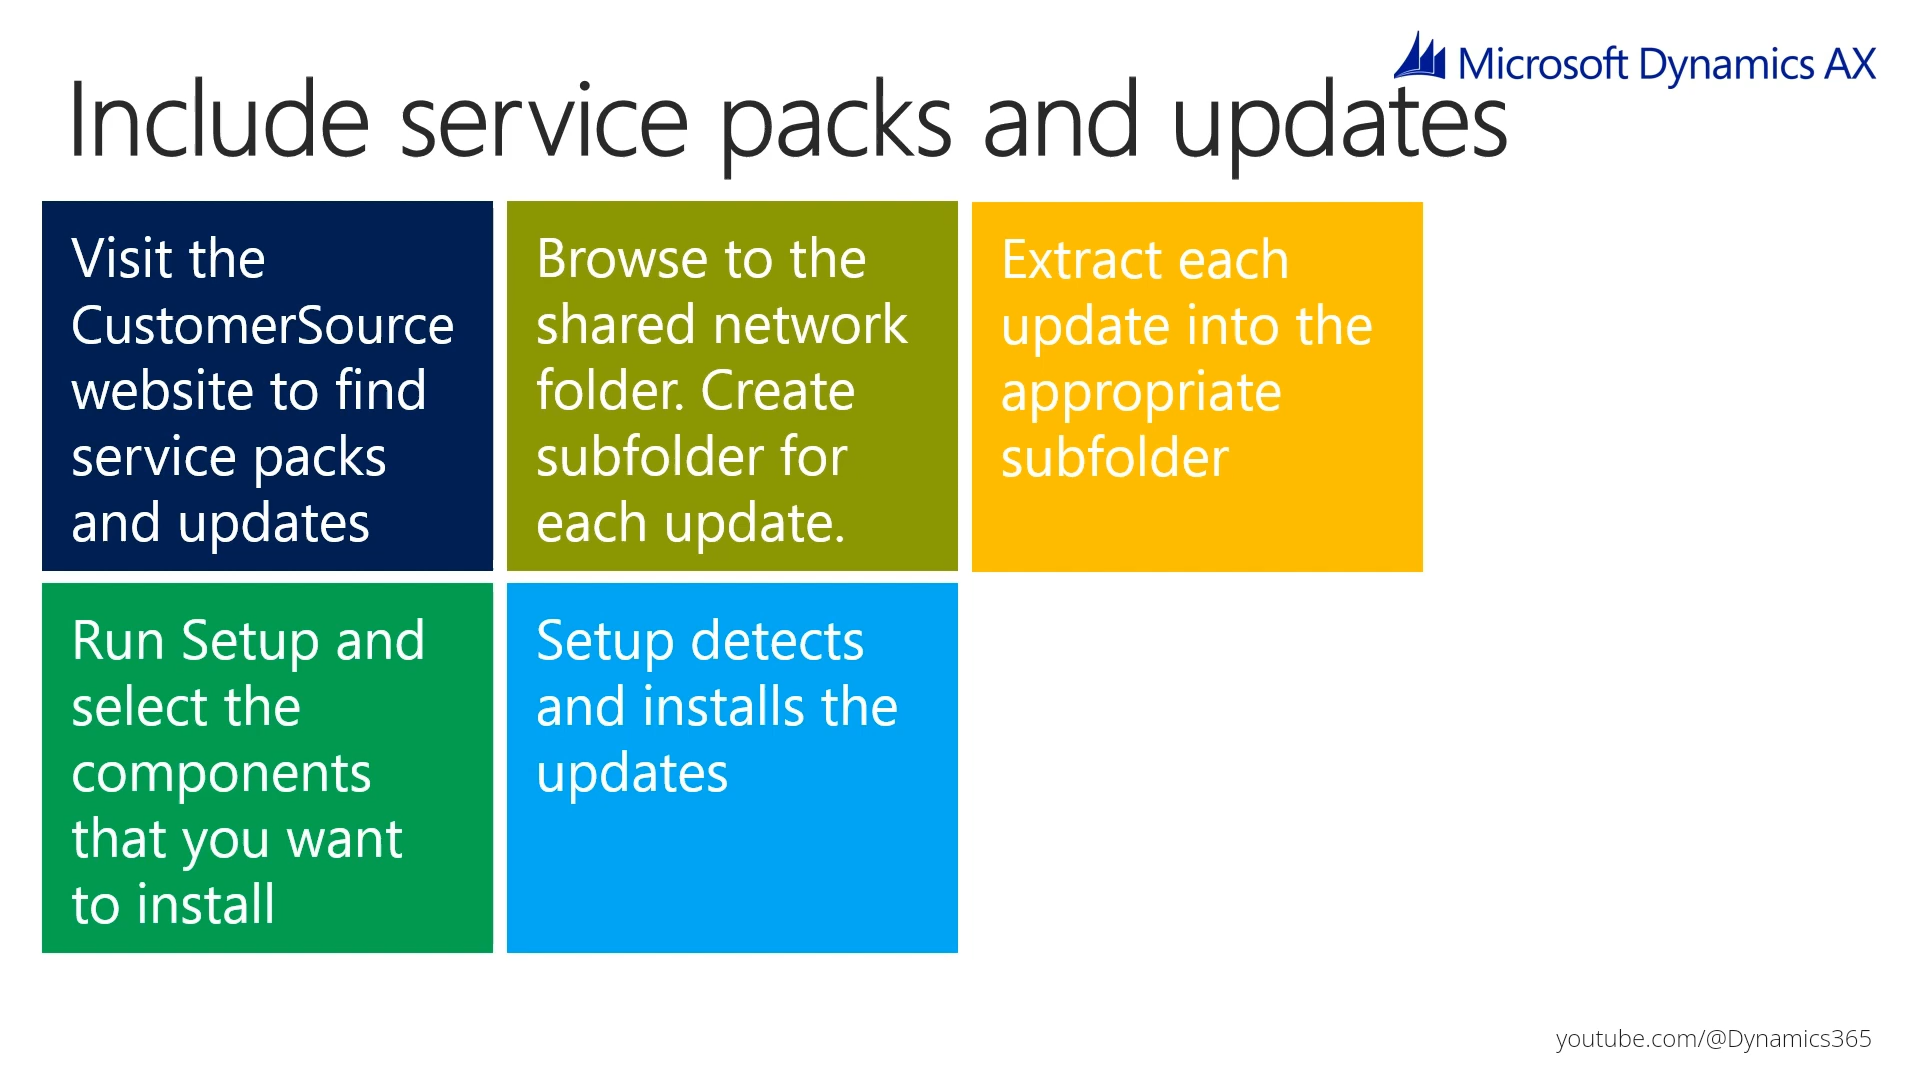 Microsoft Dynamics AX
Include service packs and updates
Visit the
CustomerSource
website to find
service packs
and updates
Browse to the
shared network
folder. Create
subfolder for
each update.
Extract each
update into the
appropriate
subfolder
Run Setup and
select the
components
that you want
to install
Setup detects
and installs the
updates
youtube.com/@Dynamics365